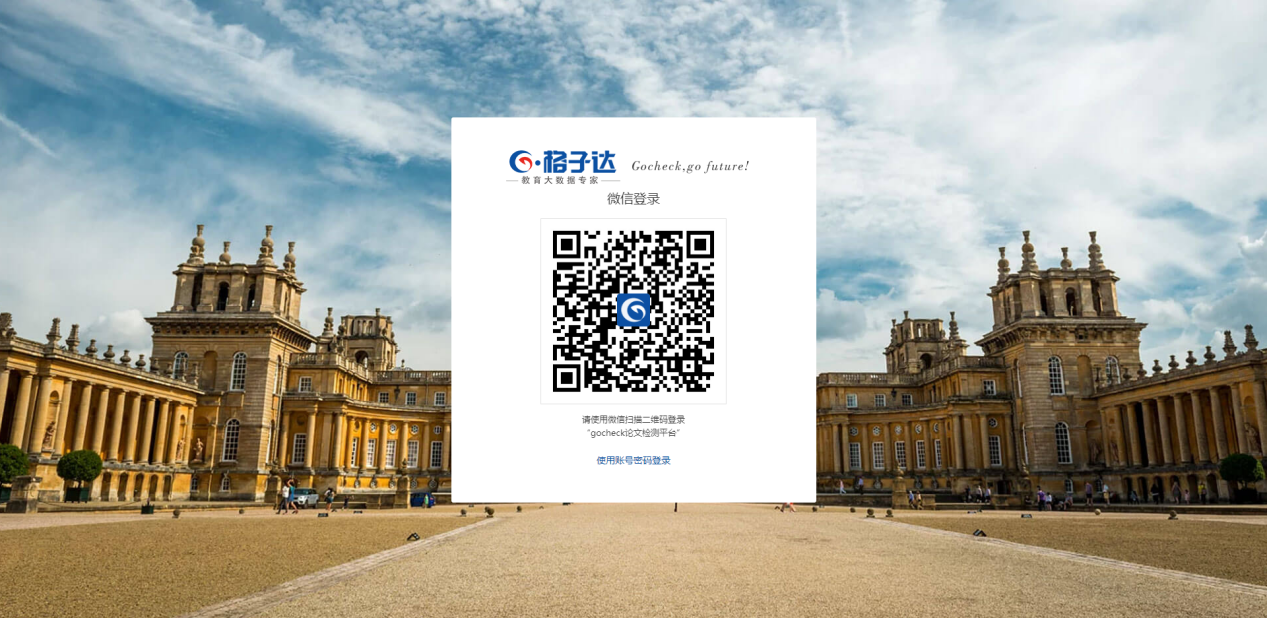 格子达
Gocheck,go future!
教育大数据专家
微信登录
请使用微信扫描二维码登录
“gocheck论文检测平台”
使用账号密码登录